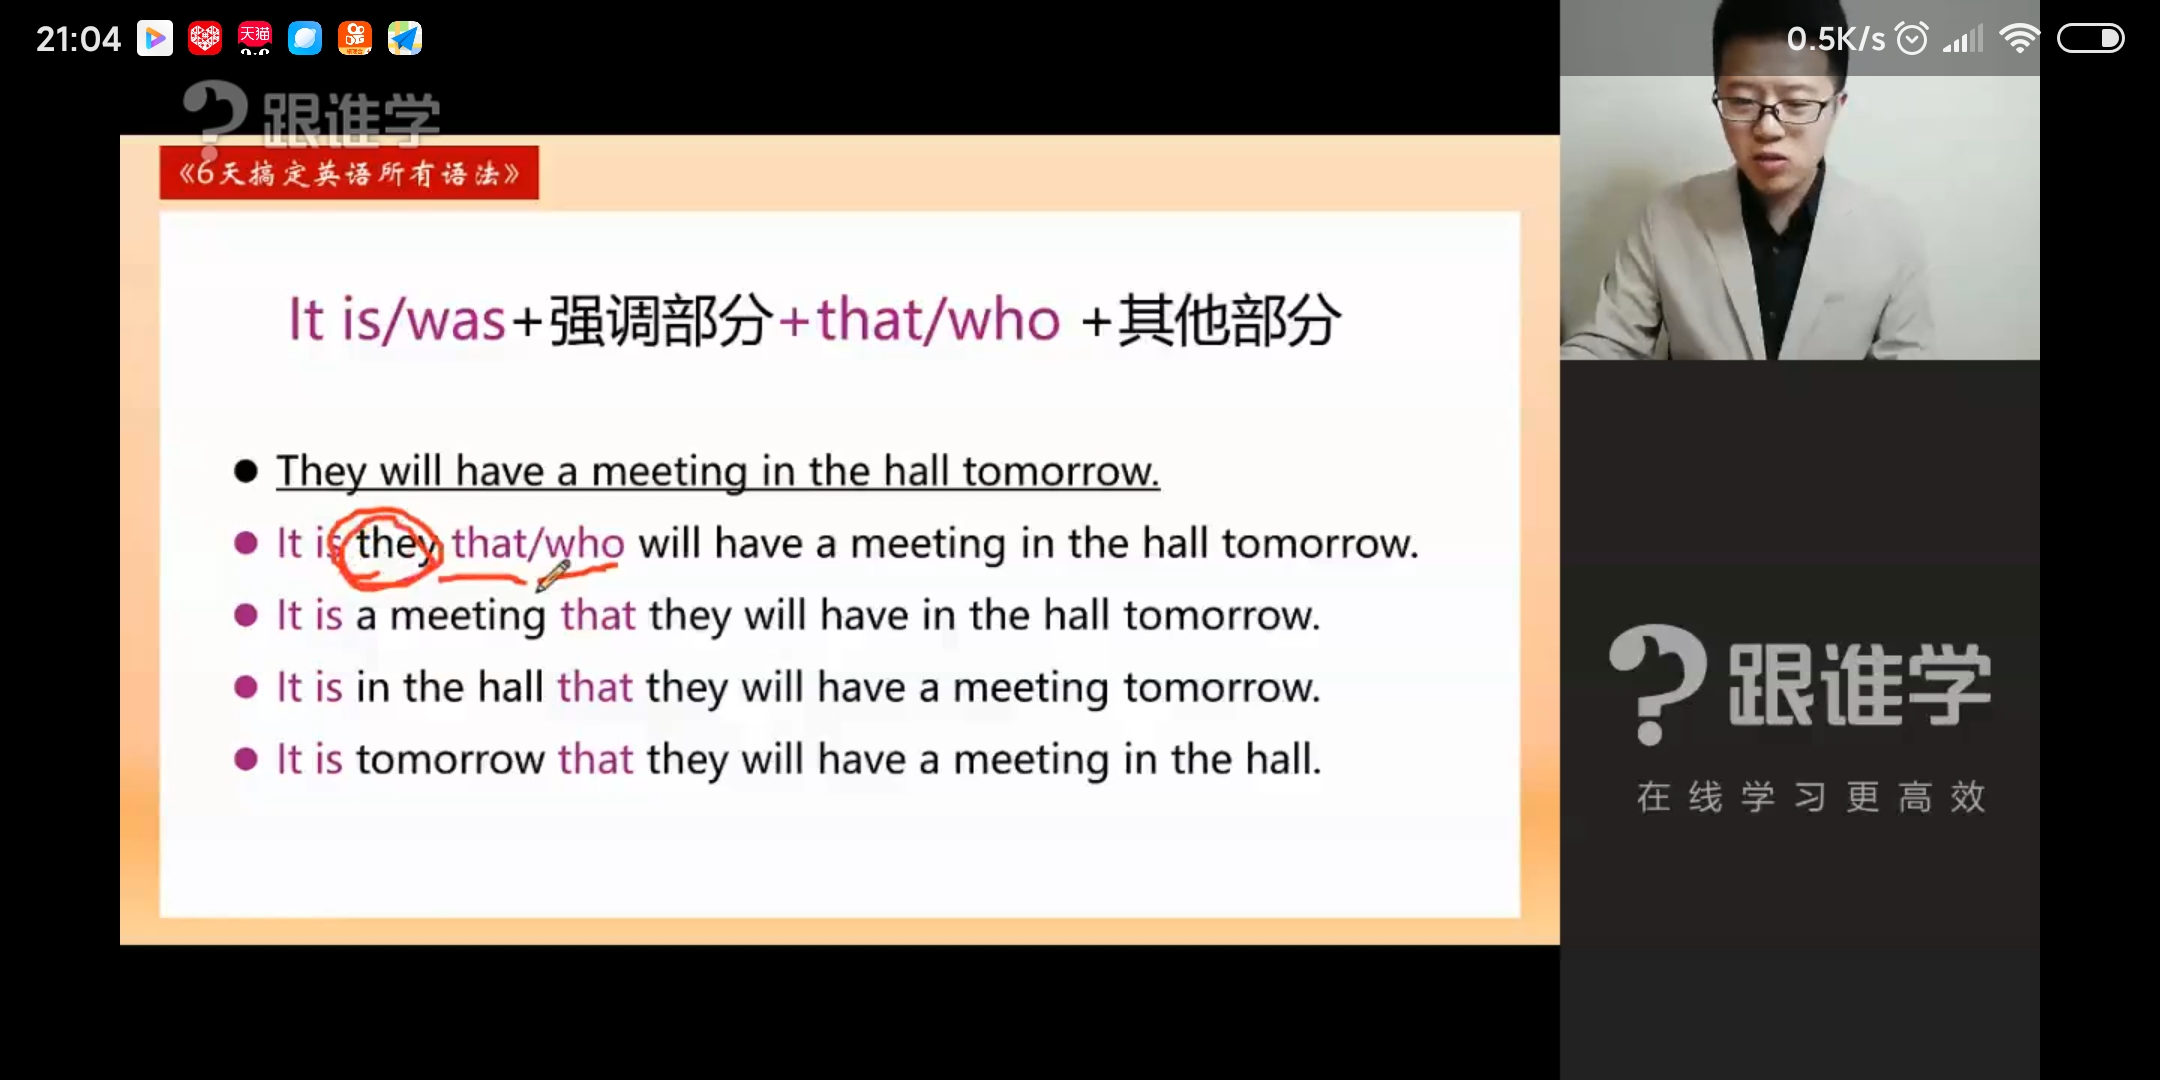 21:04
天猫
0.5K/s
跟谁学
《6天搞定英语所有语法》
It is/was+强调部分+that/who +其他部分
They will have a meeting in the hall tomorrow.
It is they that/who will have a meeting in the hall tomorrow.
It is a meeting that they will have in the hall tomorrow.
It is in the hall that they will have a meeting tomorrow.
It is tomorrow that they will have a meeting in the hall.
跟谁学
在线学习更高效